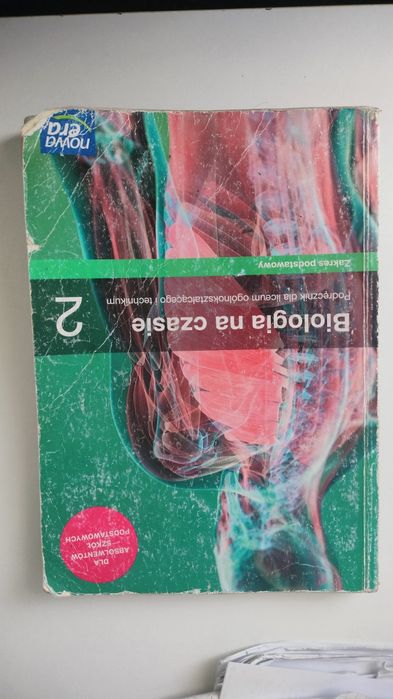 DLA
ABSOLWENTÓW
SZKÓŁ
PODSTAWOWYCH
Biologia na czasie
2
Podręcznik dla liceum ogólnokształcącego i technikum
Zakres podstawowy
nowa
era